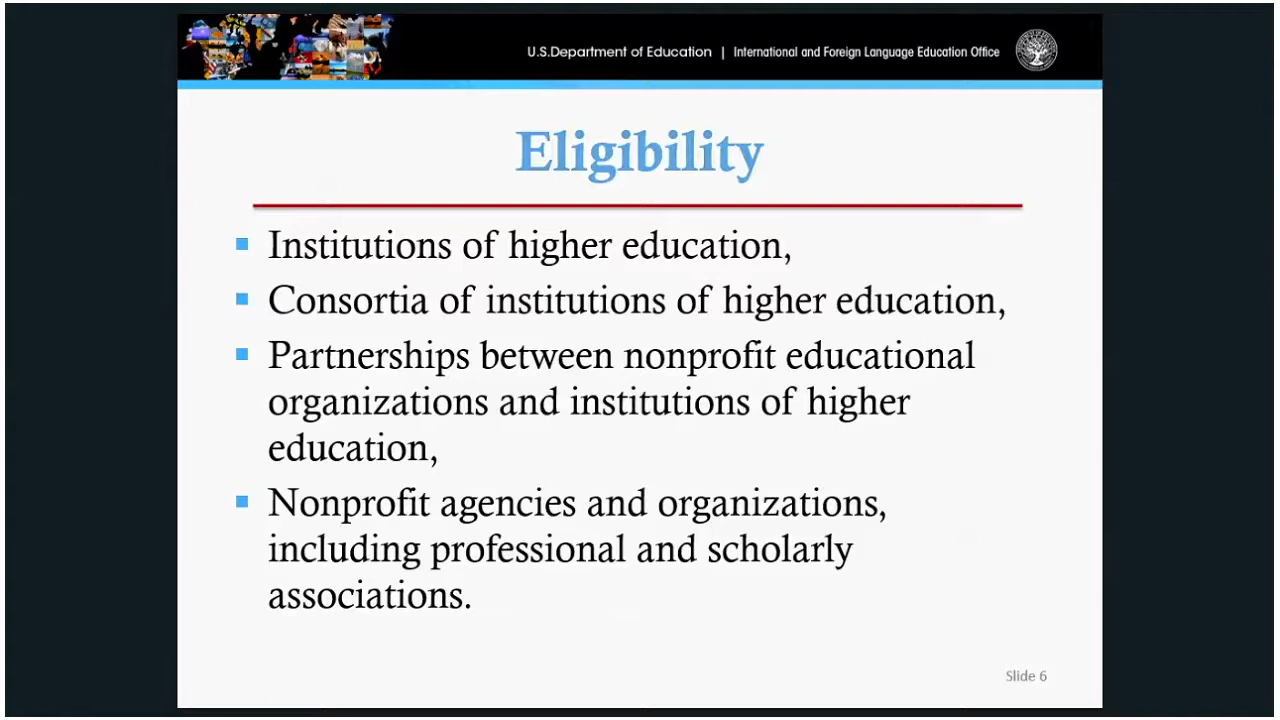 U.S.Department of Education | International and Foreign Language Education Office
Eligibility
Institutions of higher education,
Consortia of institutions of higher education,
Partnerships between nonprofit educational
organizations and institutions of higher
education,
Nonprofit agencies and organizations,
including professional and scholarly
associations.
Slide 6